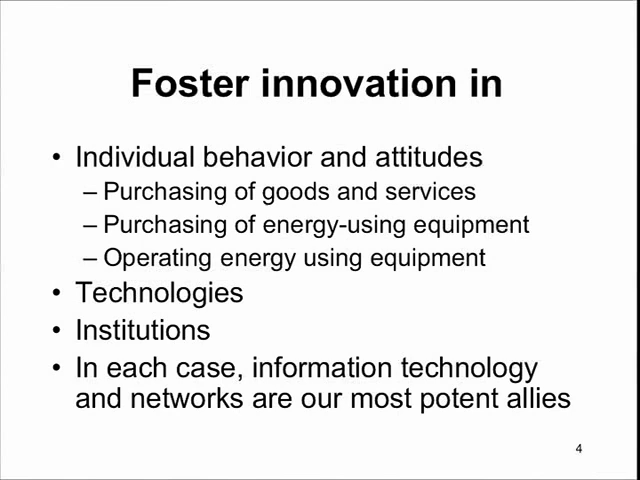 Foster innovation in
• Individual behavior and attitudes
– Purchasing of goods and services
– Purchasing of energy-using equipment
– Operating energy using equipment
• Technologies
• Institutions
• In each case, information technology
and networks are our most potent allies
4